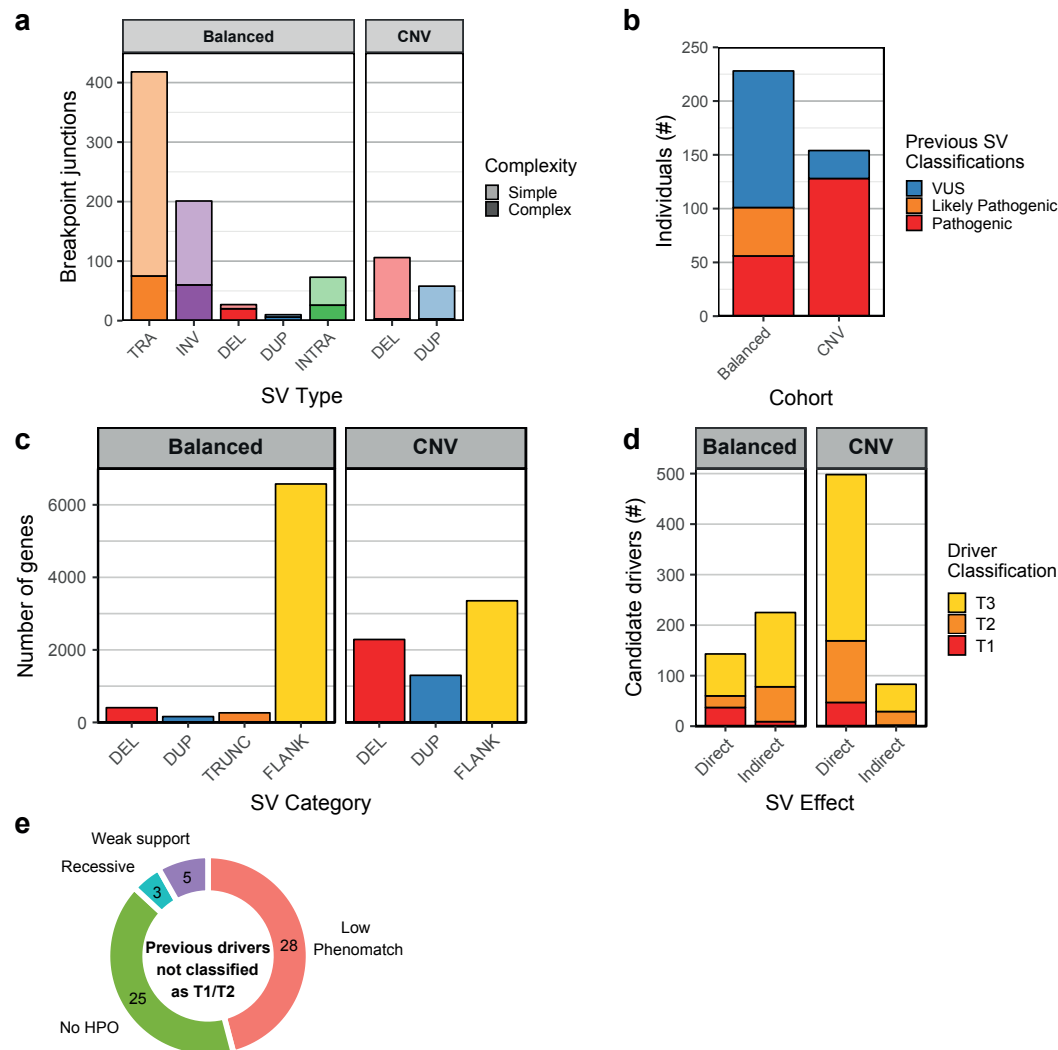 a
Balanced
CNV
Breakpoint junctions
400
300
200
100
0
TRA
INV
DEL
DUP
INTRA
DEL
DUP
SV Type
Complexity
Simple
Complex
b
Individuals (#)
250
200
150
100
50
0
Balanced
CNV
Cohort
Previous SV
Classifications
VUS
Likely Pathogenic
Pathogenic
c
Balanced
CNV
Number of genes
6000
4000
2000
0
DEL
DUP
TRUNC
FLANK
DEL
DUP
FLANK
SV Category
d
Balanced
CNV
Candidate drivers (#)
500
400
300
200
100
0
Direct
Indirect
Direct
Indirect
SV Effect
Driver
Classification
T3
T2
T1
e
Weak support
Recessive
5
3
Low
Phenomatch
28
Previous drivers
not classified
as T1/T2
25
No HPO